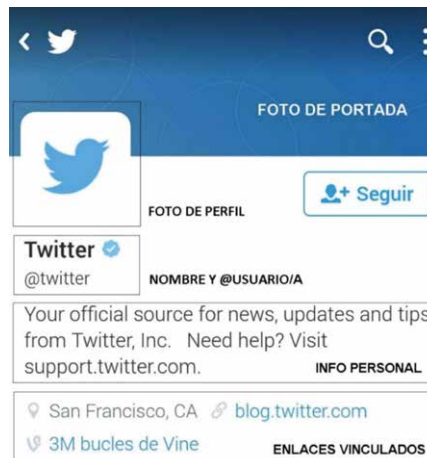 FOTO DE PORTADA
Seguir
FOTO DE PERFIL
Twitter
@twitter
NOMBRE Y @USUARIO/A
Your official source for news, updates and tips
from Twitter, Inc. Need help? Visit
support.twitter.com.
INFO PERSONAL
San Francisco, CA blog.twitter.com
3M bucles de Vine
ENLACES VINCULADOS